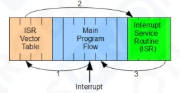 2
ISR
Vector
Table
Main
Program
Flow
Interrupt
Service
Routine
(ISR)
1
3
Interrupt